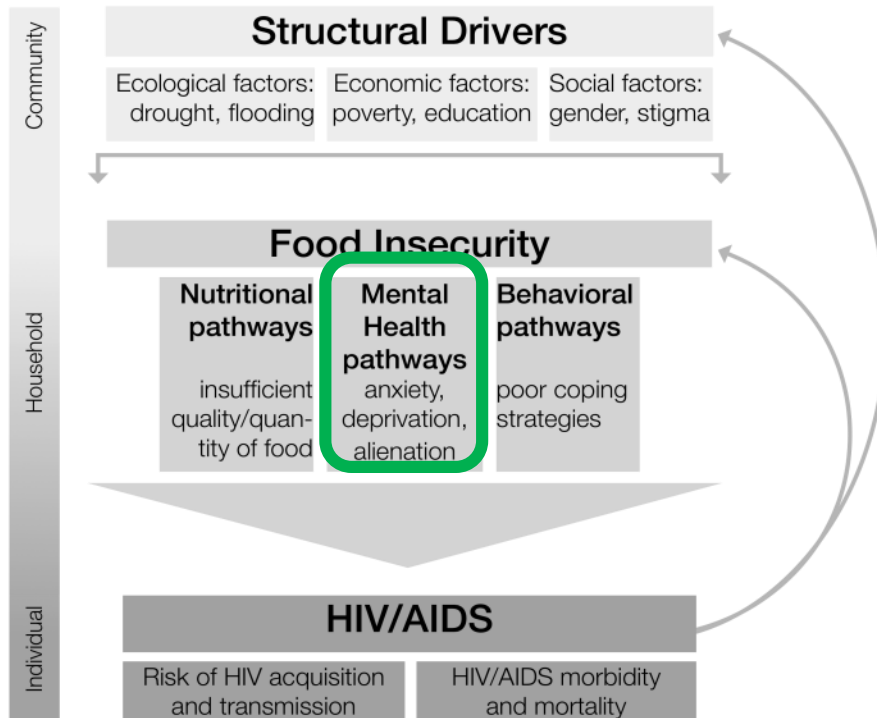 Community
Structural Drivers
Ecological factors:
drought, flooding
Economic factors:
poverty, education
Social factors:
gender, stigma
Household
Food Insecurity
Nutritional
pathways
insufficient
quality/quan-
tity of food
Mental
Health
pathways
anxiety,
deprivation,
alienation
Behavioral
pathways
poor coping
strategies
Individual
HIV/AIDS
Risk of HIV acquisition
and transmission
HIV/AIDS morbidity
and mortality